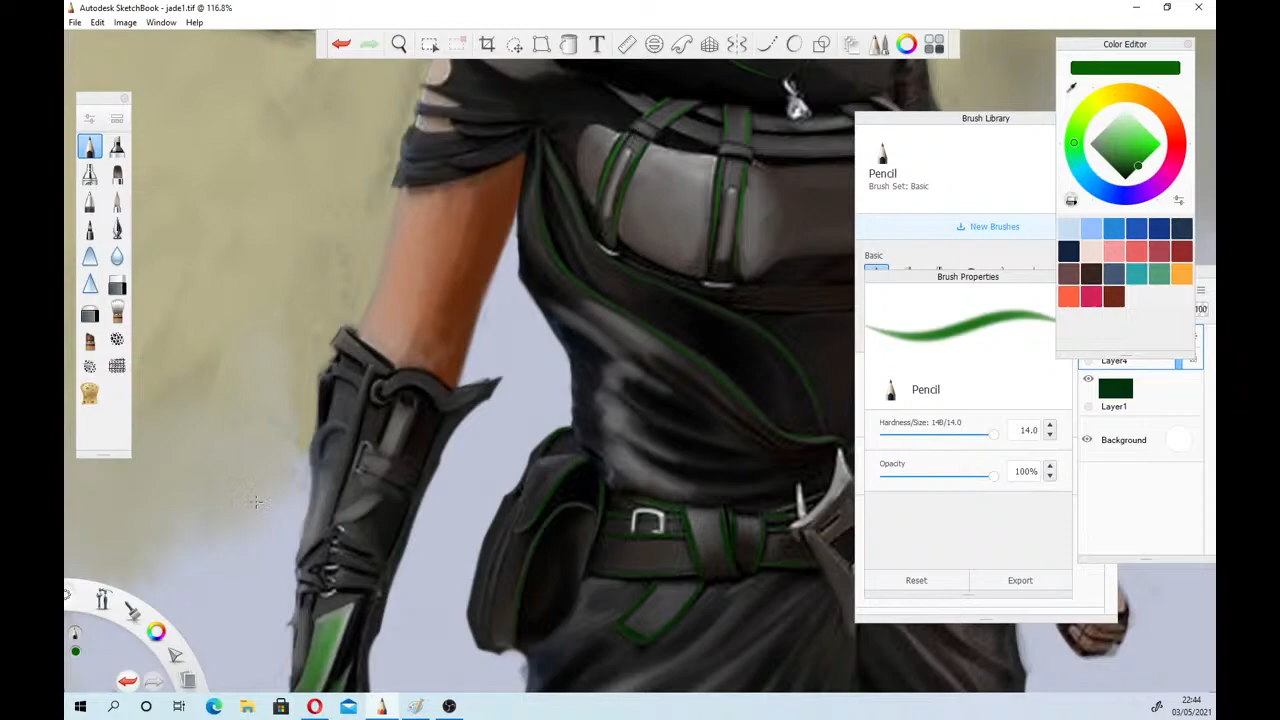 Autodesk SketchBook - jade1.tif @ 116.8%
File Edit Image Window Help
Color Editor
Brush Library
Pencil
Brush Set: Basic
New Brushes
Basic
Brush Properties
100
Layer4
Pencil
Layer1
Hardness/Size: 14B/14.0
14.0
Background
Opacity
100%
Reset Export
22:44
03/05/2021